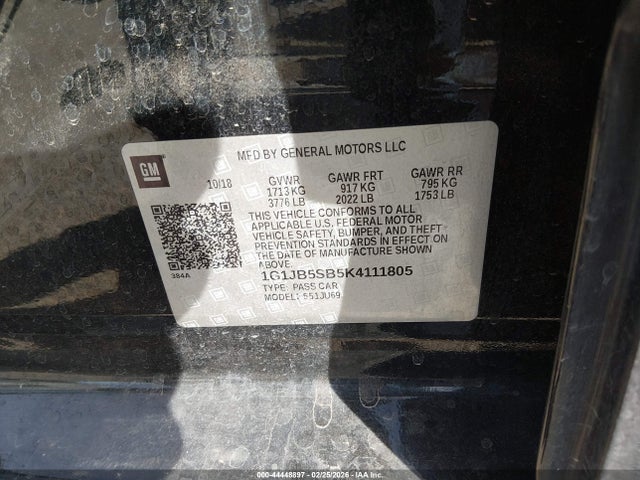 GM
MFD BY GENERAL MOTORS LLC
10/18 GVWR GAWR FRT GAWR RR
1713 KG 917 KG 795 KG
3776 LB 2022 LB 1753 LB
THIS VEHICLE CONFORMS TO ALL
APPLICABLE U.S. FEDERAL MOTOR
VEHICLE SAFETY, BUMPER, AND THEFT
PREVENTION STANDARDS IN EFFECT ON
THE DATE OF MANUFACTURE SHOWN
ABOVE.
384A
1G1JB5SB5K4111805
TYPE: PASS CAR
MODEL: 551JU69
000-44448897 - 02/25/2026 - IAA Inc.